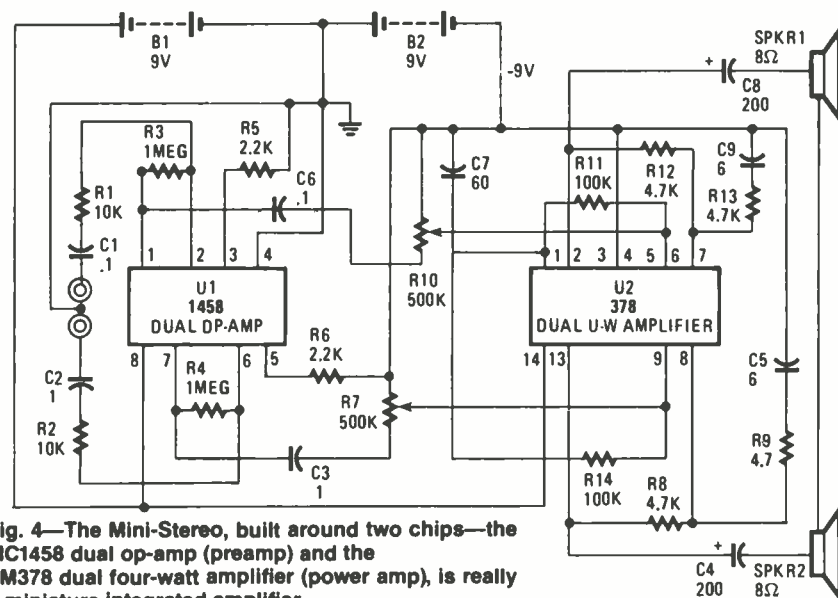 B1
9V
B2
9V
-9V
SPKR1
8Ω
+
C8
200
R3
1MEG
R5
2.2K
C6
.1
C7
60
R11
100K
R12
4.7K
C9
6
R13
4.7K
R1
10K
C1
.1
1 2 3 4
R10
500K
1 2 3 4 5 6 7
U1
1458
DUAL OP-AMP
U2
378
DUAL U-W AMPLIFIER
8 7 6 5
14 13 9 8
R6
2.2K
R4
1MEG
C2
1
R2
10K
R7
500K
C3
1
C5
6
R9
4.7
R14
100K
R8
4.7K
+
C4
200
SPKR2
8Ω
ig. 4—The Mini-Stereo, built around two chips—the
IC1458 dual op-amp (preamp) and the
M378 dual four-watt amplifier (power amp), is really
miniature integrated amplifier